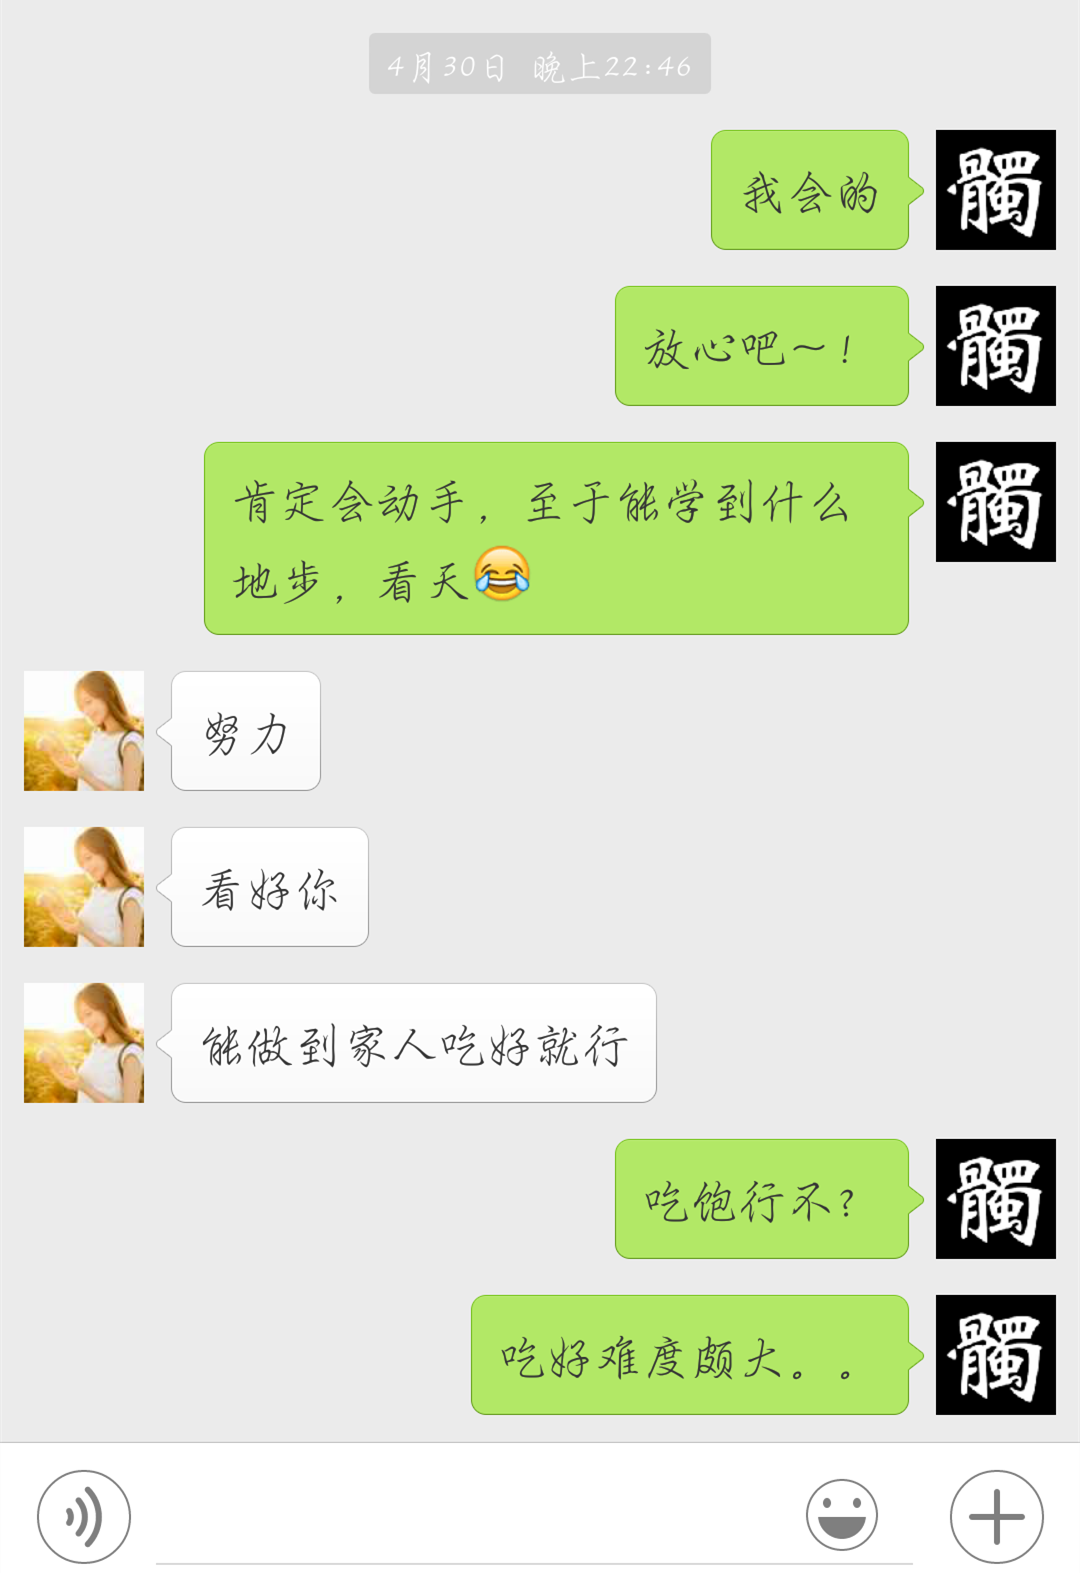 4月30日 晚上22:46
我会的
髑
放心吧～!
髑
肯定会动手，至于能学到什么
地步，看天😂
髑
努力
看好你
能做到家人吃好就行
吃饱行不?
髑
吃好难度颇大。。
髑